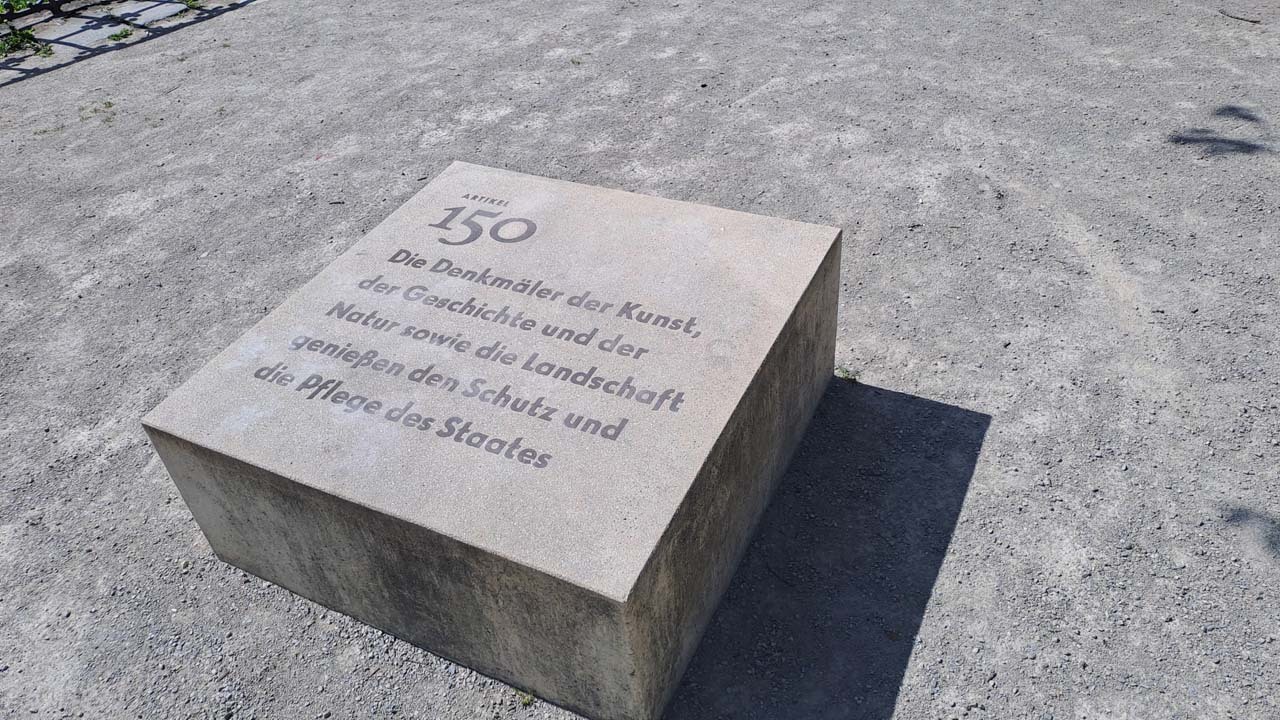 ARTIKEL
150
Die Denkmäler der Kunst,
der Geschichte und der
Natur sowie die Landschaft
genießen den Schutz und
die Pflege des Staates